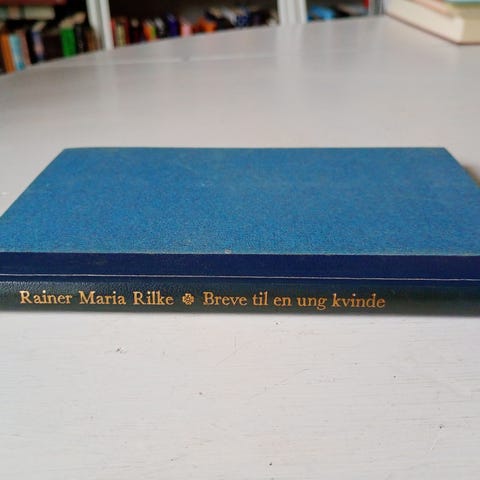 Rainer Maria Rilke ❉ Breve til en ung kvinde